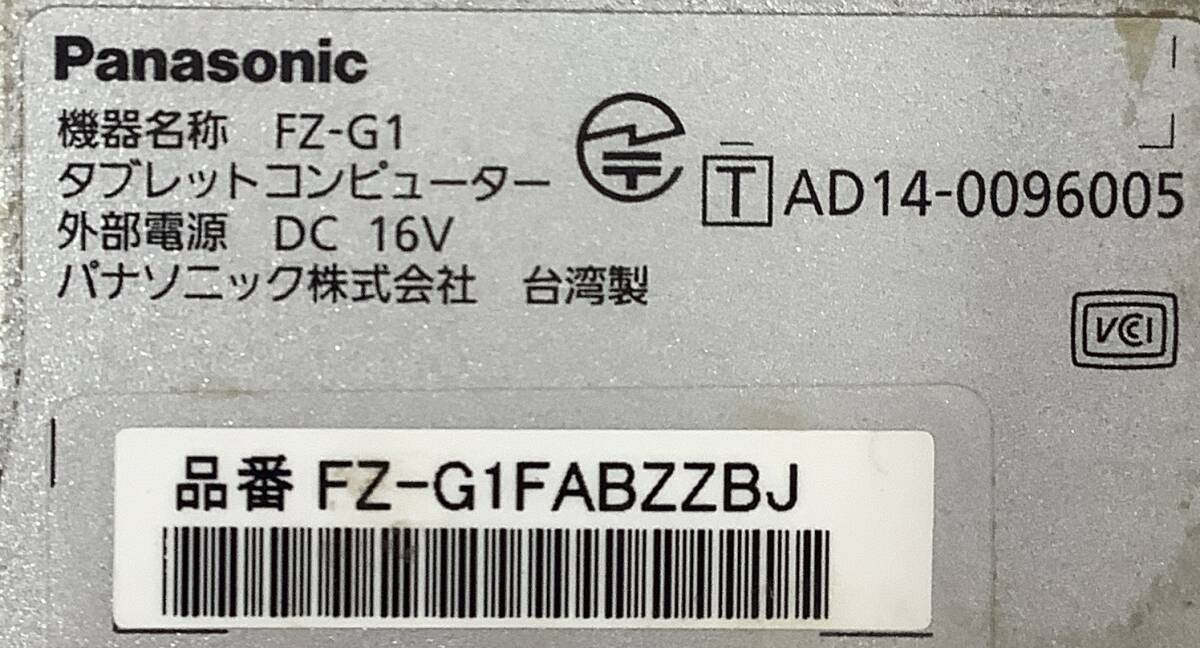 Panasonic
機器名称 FZ-G1
タブレットコンピューター
T AD14-0096005
外部電源 DC 16V
パナソニック株式会社 台湾製
VCCI
品番 FZ-G1FABZZBJ